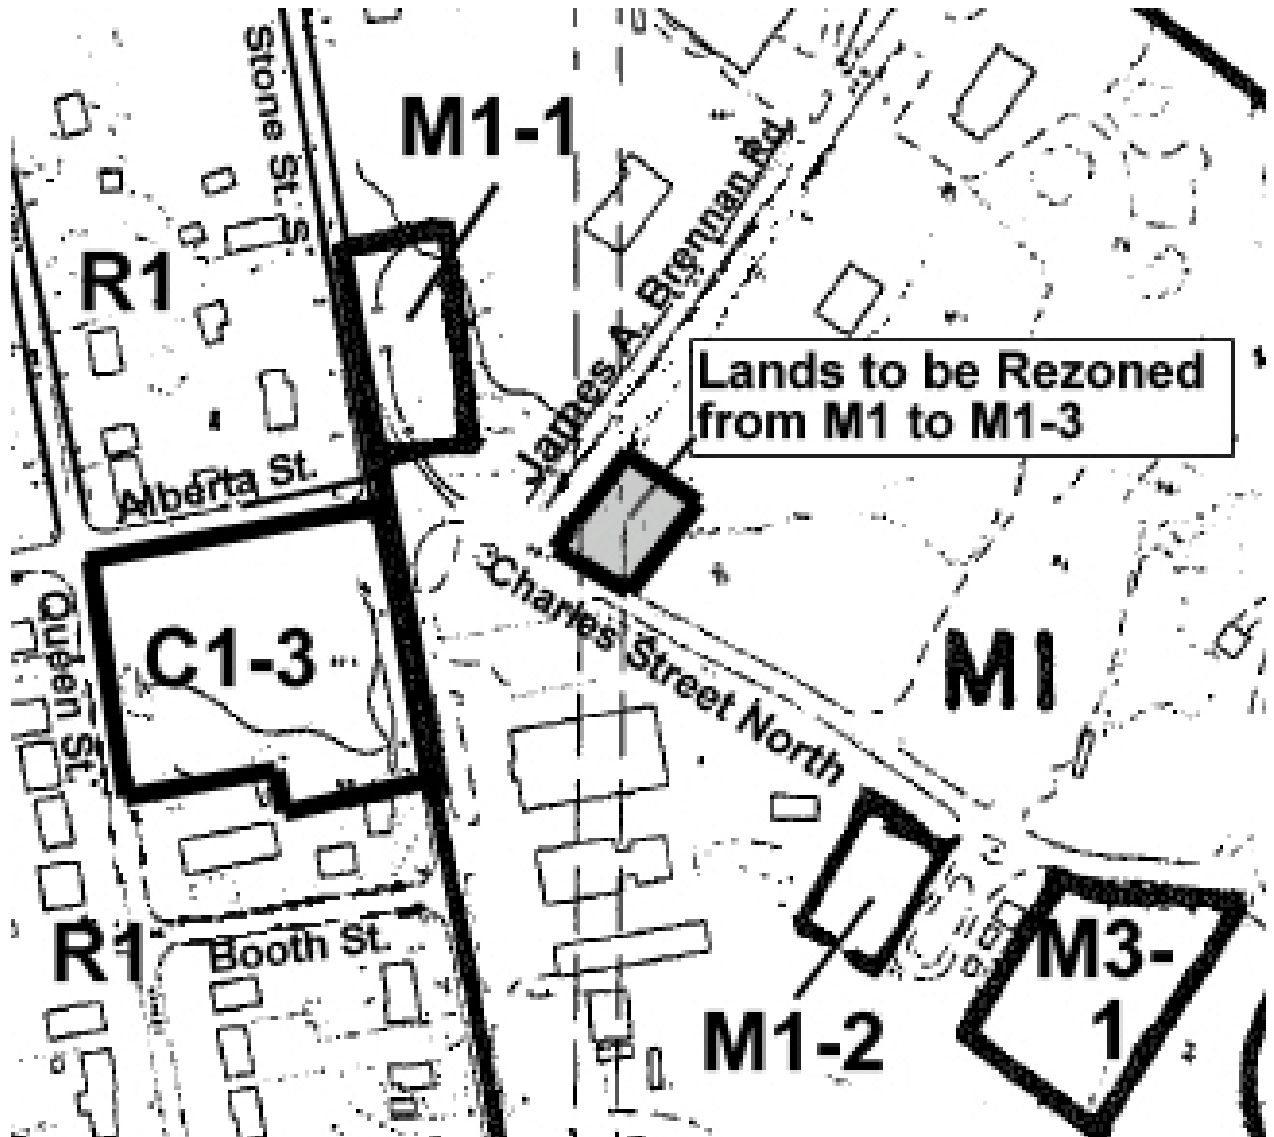 Stone St. S.
M1-1
James A. Brennan Rd.
R1
Lands to be Rezoned
from M1 to M1-3
Alberta St.
Charles Street North
Queen St.
C1-3
M1
R1
Booth St.
M1-2
M3-
1